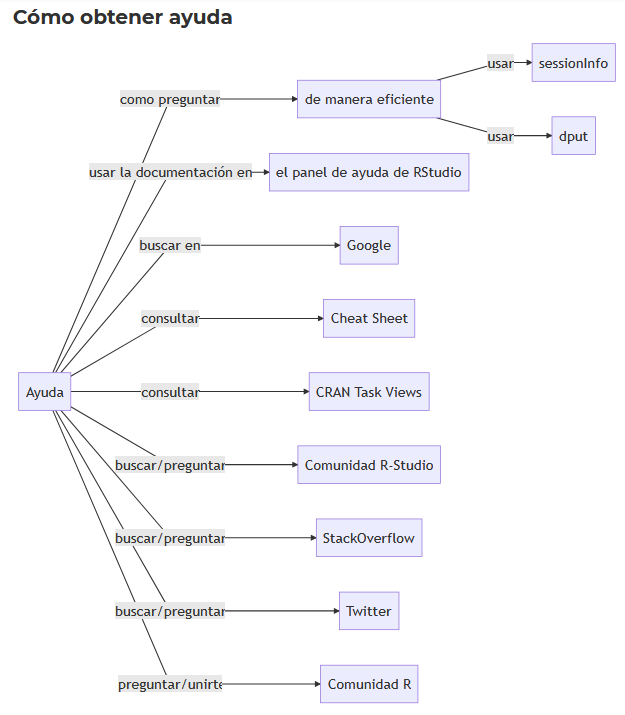 Cómo obtener ayuda
usar
sessionInfo
como preguntar
de manera eficiente
usar
dput
usar la documentación en
el panel de ayuda de RStudio
buscar en
Google
consultar
Cheat Sheet
Ayuda
consultar
CRAN Task Views
buscar/preguntar
Comunidad R-Studio
buscar/preguntar
StackOverflow
buscar/preguntar
Twitter
preguntar/unirte
Comunidad R